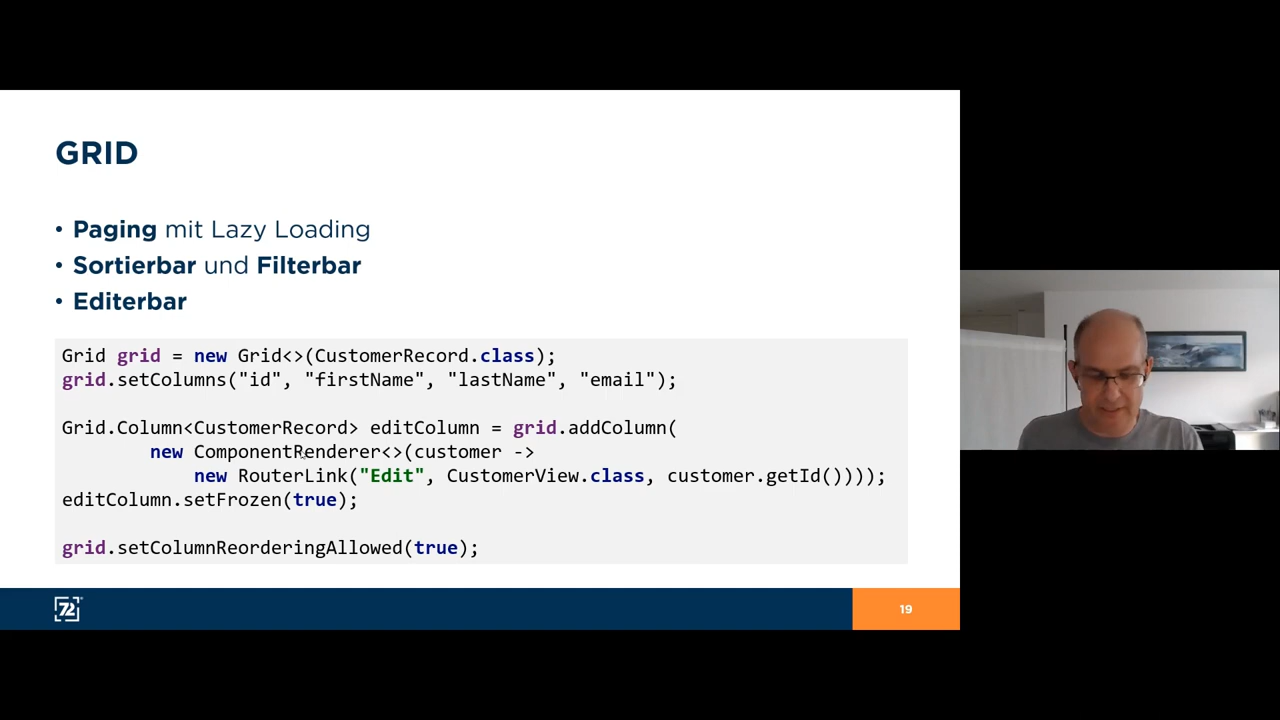 GRID
• Paging mit Lazy Loading
• Sortierbar und Filterbar
• Editerbar
Grid grid = new Grid<>(CustomerRecord.class);
grid.setColumns("id", "firstName", "lastName", "email");
Grid.Column<CustomerRecord> editColumn = grid.addColumn(
new ComponentRenderer<>(customer ->
new RouterLink("Edit", CustomerView.class, customer.getId())));
editColumn.setFrozen(true);
grid.setColumnReorderingAllowed(true);
72
19